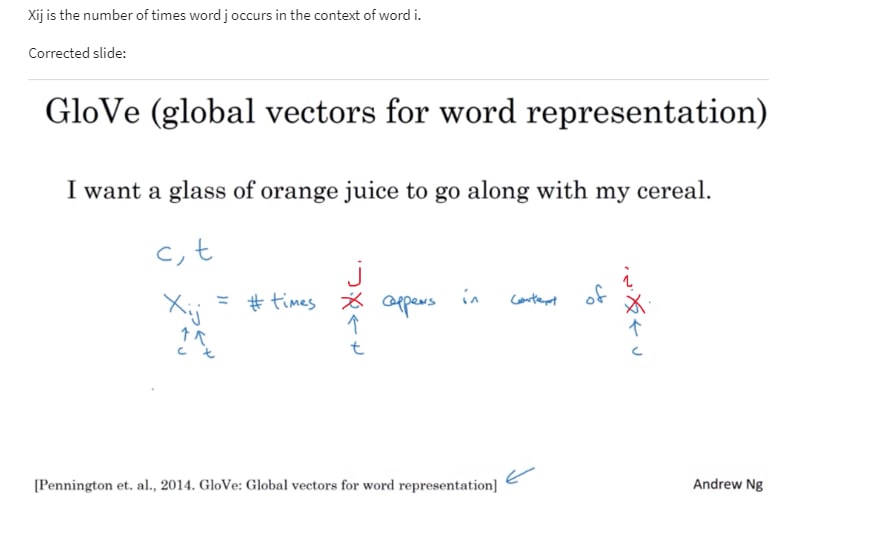 Xij is the number of times word j occurs in the context of word i.
Corrected slide:
GloVe (global vectors for word representation)
I want a glass of orange juice to go along with my cereal.
c, t
j i
Xij = # times appears in context of
↑ ↑ ↑ ↑
c t t c
[Pennington et. al., 2014. GloVe: Global vectors for word representation] Andrew Ng